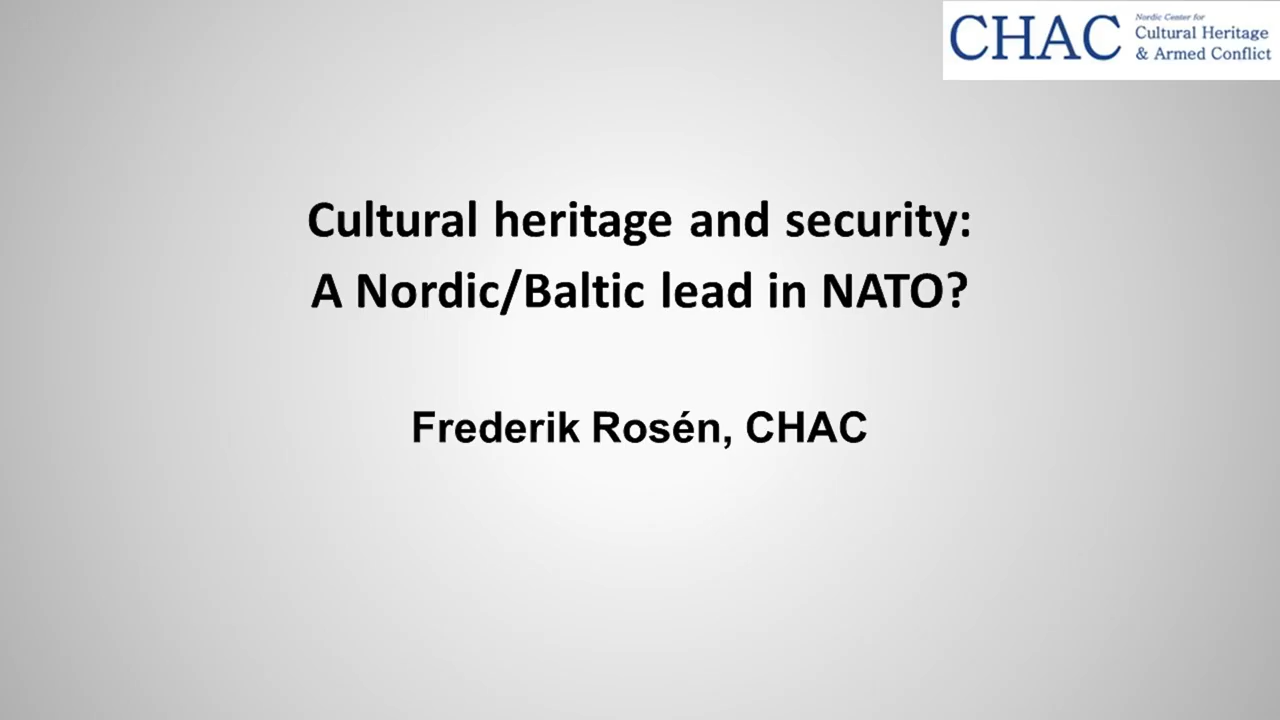 CHAC
Nordic Center for
Cultural Heritage
& Armed Conflict
Cultural heritage and security:
A Nordic/Baltic lead in NATO?
Frederik Rosén, CHAC